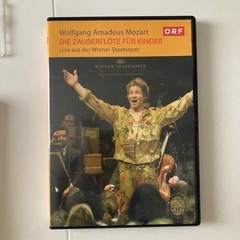 Wolfgang Amadeus Mozart
ORF
DIE ZAUBERFLÖTE FÜR KINDER
Live aus der Wiener Staatsoper
WIENER STAATSOPER